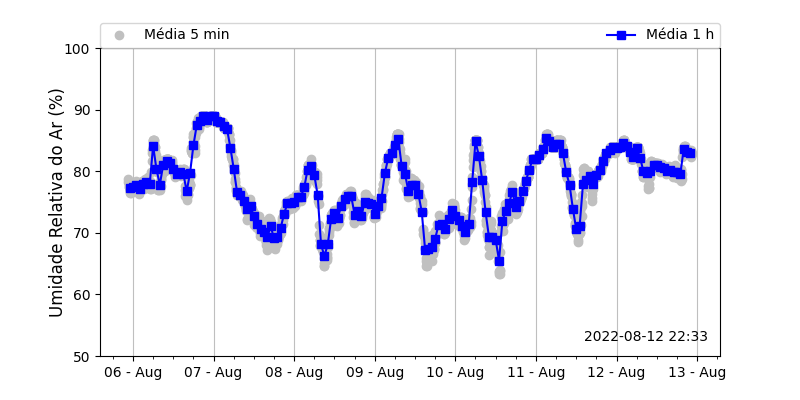 Média 5 min Média 1 h
100
90
80
70
60
50
Umidade Relativa do Ar (%)
2022-08-12 22:33
06 - Aug 07 - Aug 08 - Aug 09 - Aug 10 - Aug 11 - Aug 12 - Aug 13 - Aug